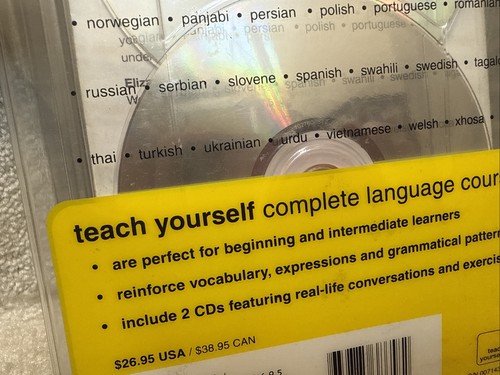 • norwegian • panjabi • persian • polish • portuguese • romanian
• russian • serbian • slovene • spanish • swahili • swedish • tagalo
• thai • turkish • ukrainian • urdu • vietnamese • welsh • xhosa •
teach yourself complete language cour
• are perfect for beginning and intermediate learners
• reinforce vocabulary, expressions and grammatical pattern
• include 2 CDs featuring real-life conversations and exercis
$26.95 USA / $38.95 CAN